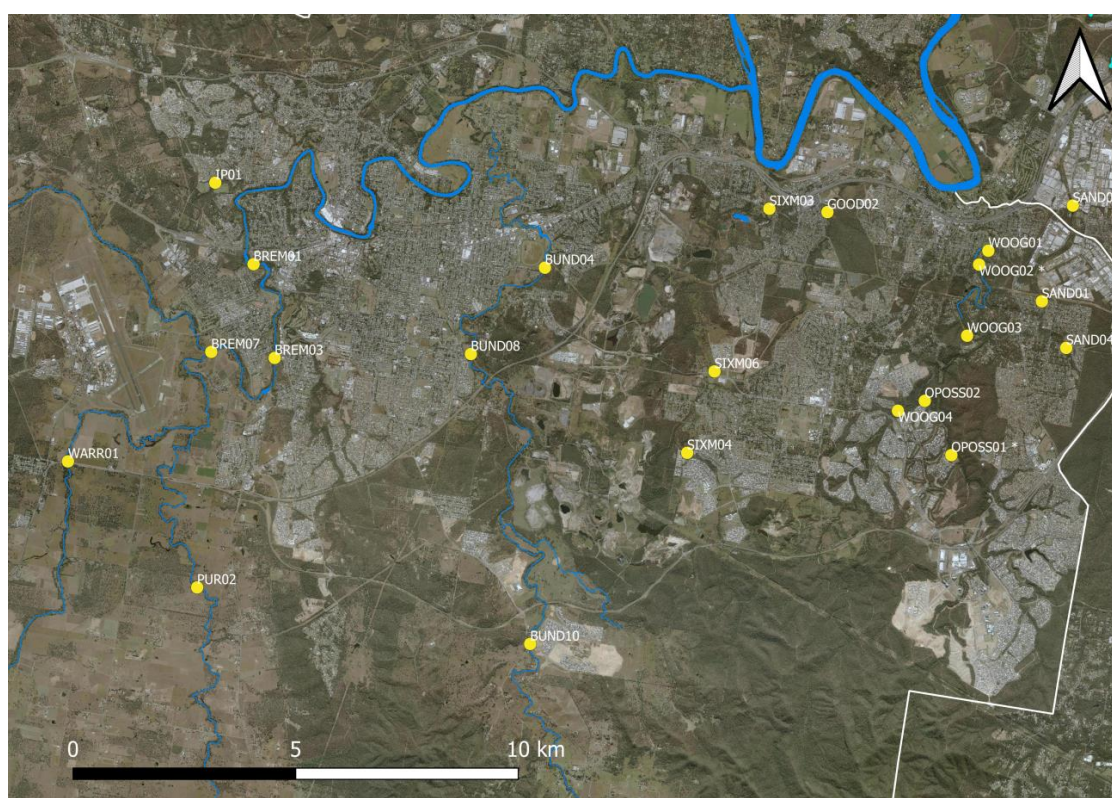 IP01
SIXM03
GOOD02
SAND0
WOOG01
BREM01
WOOG02 *
BUND04
SAND01
WOOG03
SAND04
BREM07
BREM03
BUND08
SIXM06
OPOSS02
WOOG04
SIXM04
OPOSS01 *
WARR01
PUR02
BUND10
0 5 10 km